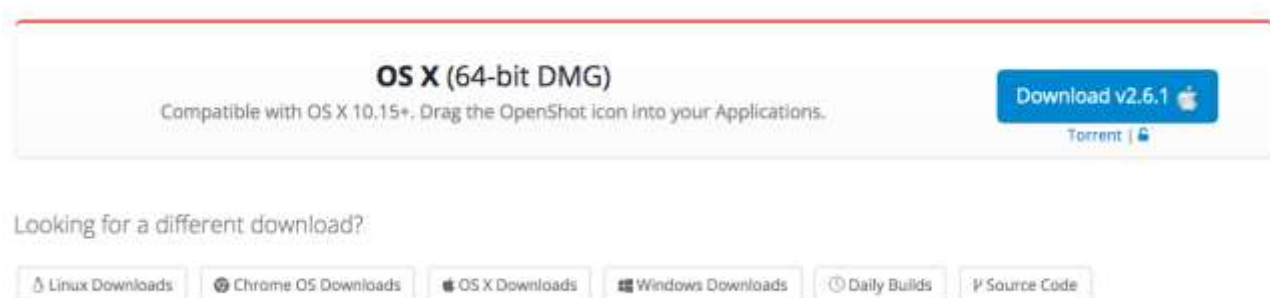 OS X (64-bit DMG)
Compatible with OS X 10.15+. Drag the OpenShot icon into your Applications.
Download v2.6.1
Torrent |
Looking for a different download?
Linux Downloads
Chrome OS Downloads
OS X Downloads
Windows Downloads
Daily Builds
Source Code